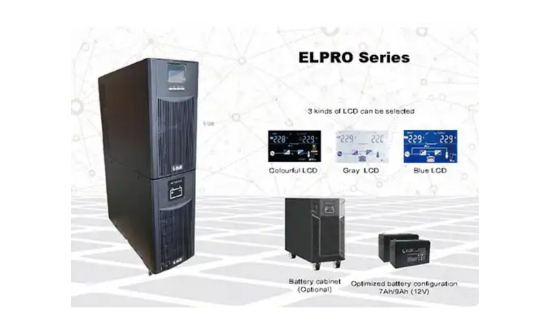 ELPRO Series
3 kinds of LCD can be selected
Colourful LCD
Gray LCD
Blue LCD
Battery cabinet
(Optional)
Optimized battery configuration
7Ah/9Ah (12V)